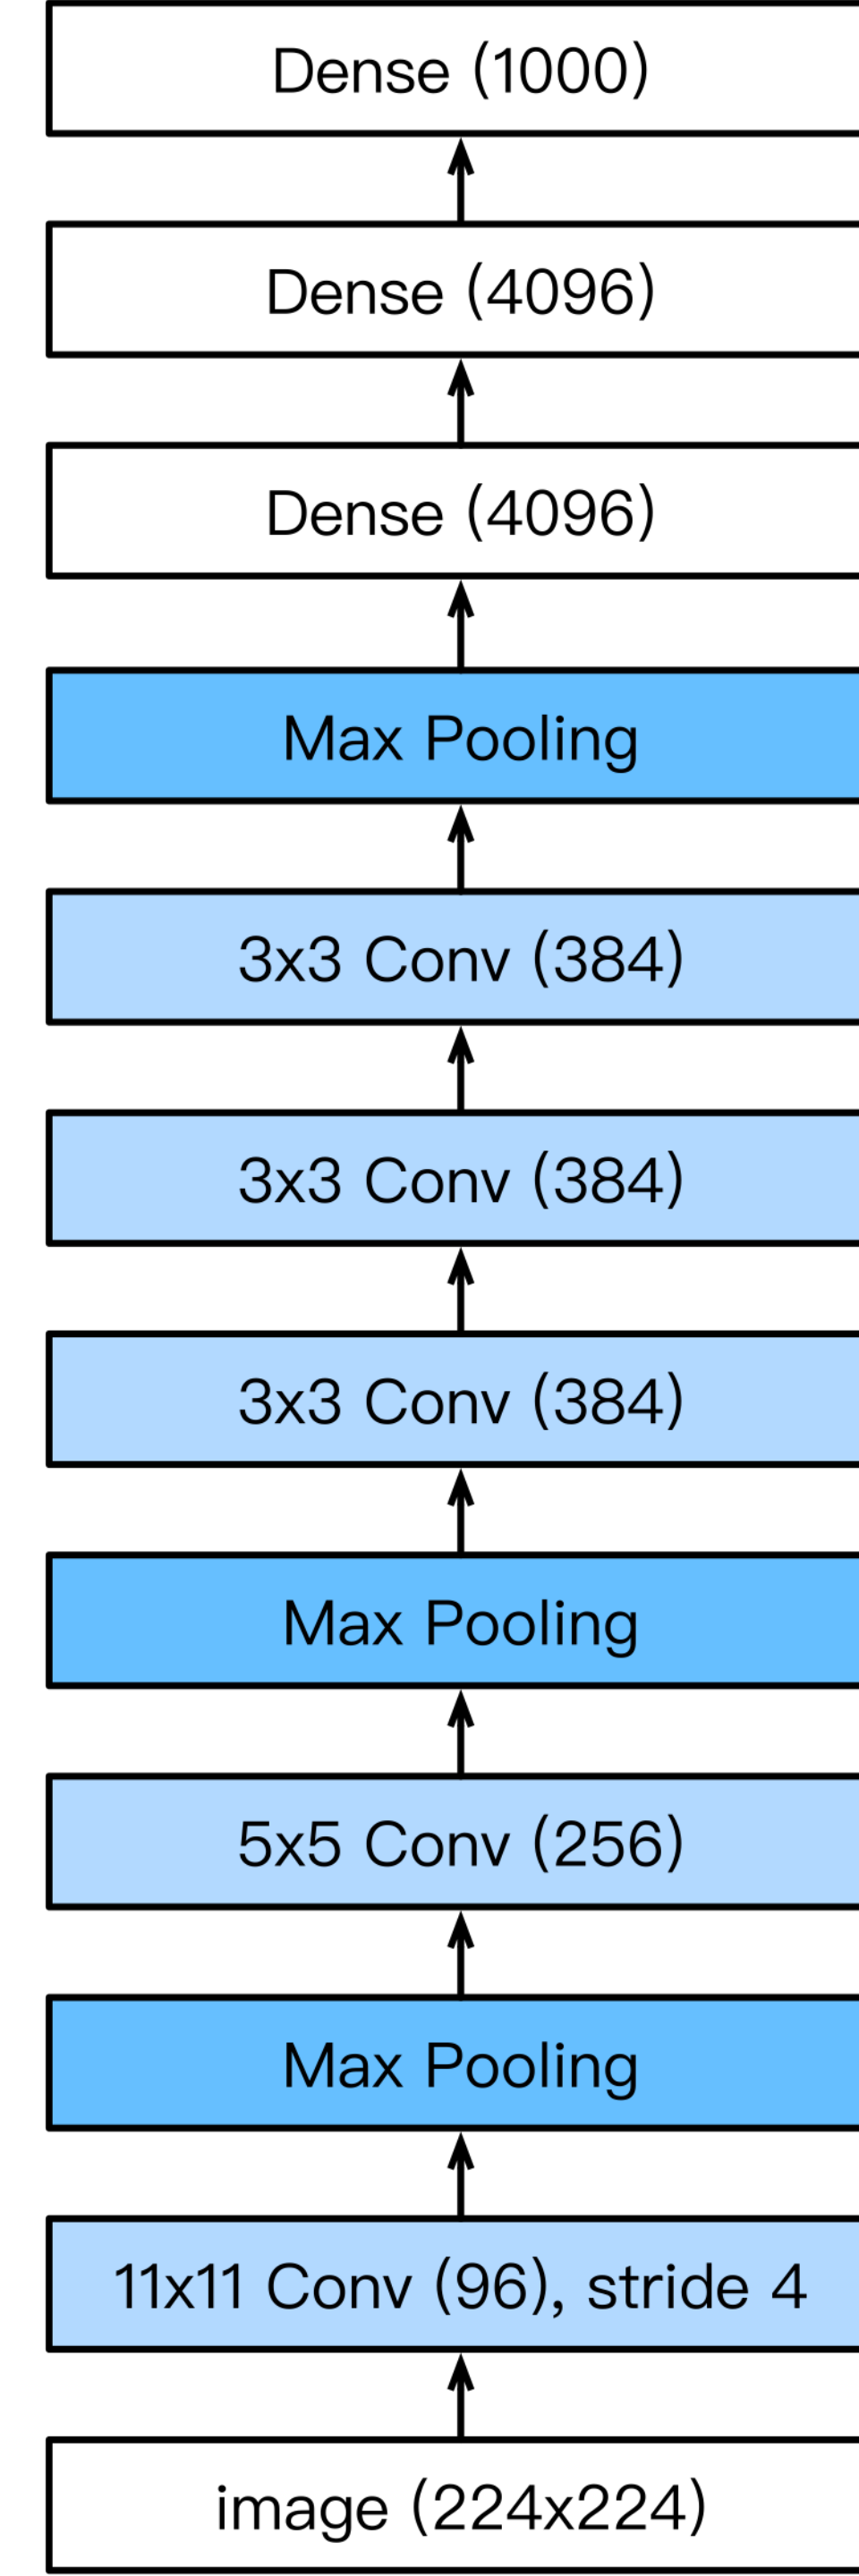 Dense (1000)
Dense (4096)
Dense (4096)
Max Pooling
3x3 Conv (384)
3x3 Conv (384)
3x3 Conv (384)
Max Pooling
5x5 Conv (256)
Max Pooling
11x11 Conv (96), stride 4
image (224x224)